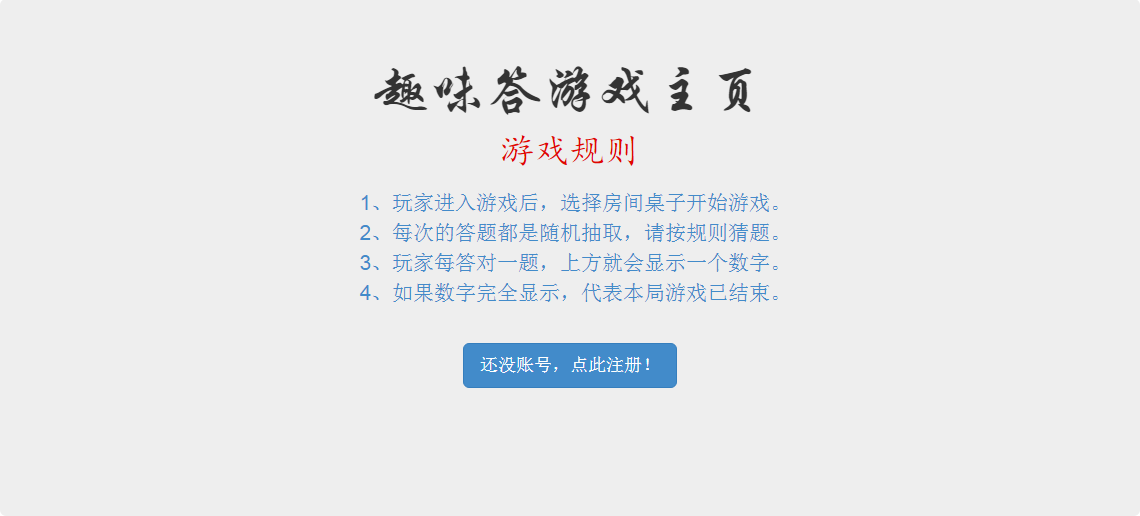 趣味答游戏主页
游戏规则
1、玩家进入游戏后，选择房间桌子开始游戏。
2、每次的答题都是随机抽取，请按规则猜题。
3、玩家每答对一题，上方就会显示一个数字。
4、如果数字完全显示，代表本局游戏已结束。
还没账号，点此注册！